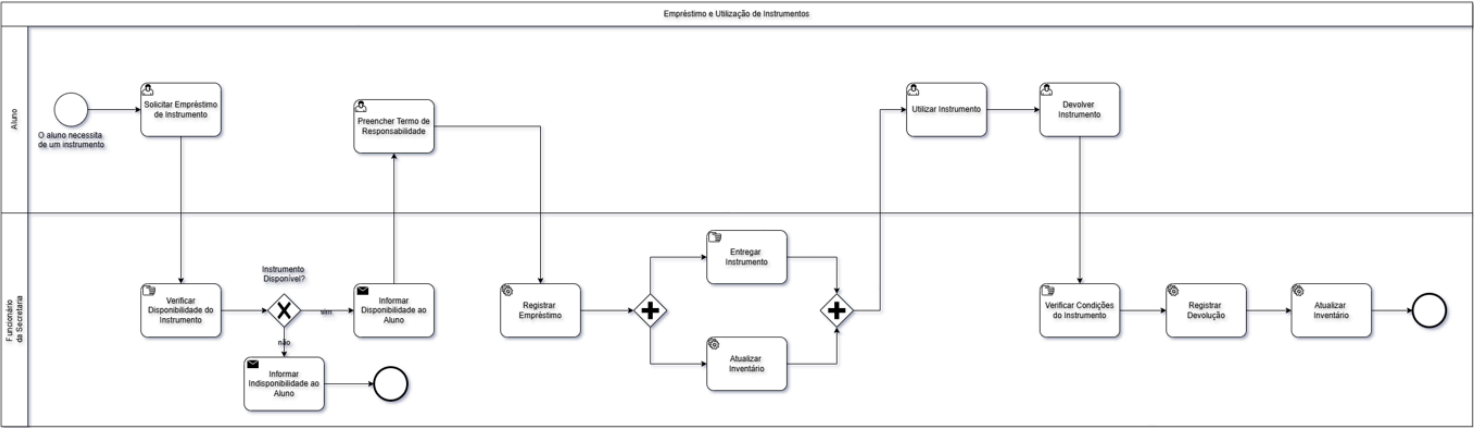 Empréstimo e Utilização de Instrumentos
Aluno
O aluno necessita
de um instrumento
Solicitar Empréstimo
de Instrumento
Preencher Termo de
Responsabilidade
Utilizar Instrumento
Devolver
Instrumento
Funcionário
da Secretaria
Verificar
Disponibilidade do
Instrumento
Instrumento
Disponível?
sim
não
Informar
Disponibilidade ao
Aluno
Informar
Indisponibilidade ao
Aluno
Registrar
Empréstimo
Entregar
Instrumento
Atualizar
Inventário
Verificar Condições
do Instrumento
Registrar
Devolução
Atualizar
Inventário